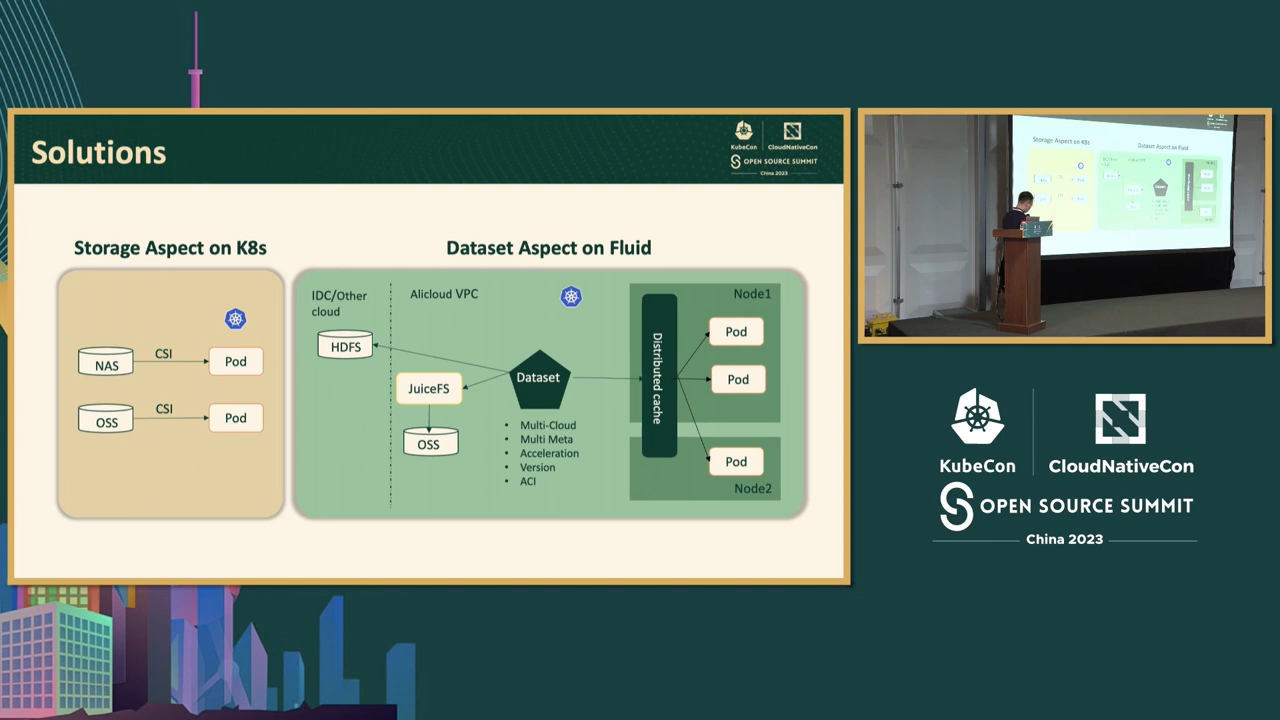 Solutions
KubeCon
CloudNativeCon
OPEN SOURCE SUMMIT
China 2023
Storage Aspect on K8s
Dataset Aspect on Fluid
NAS
CSI
Pod
OSS
CSI
Pod
IDC/Other
cloud
Alicloud VPC
HDFS
JuiceFS
OSS
Dataset
• Multi-Cloud
• Multi Meta
• Acceleration
• Version
• ACI
Distributed cache
Node1
Pod
Pod
Pod
Node2
Storage Aspect on K8s
Dataset Aspect on Fluid
KubeCon
CloudNativeCon
OPEN SOURCE SUMMIT
China 2023